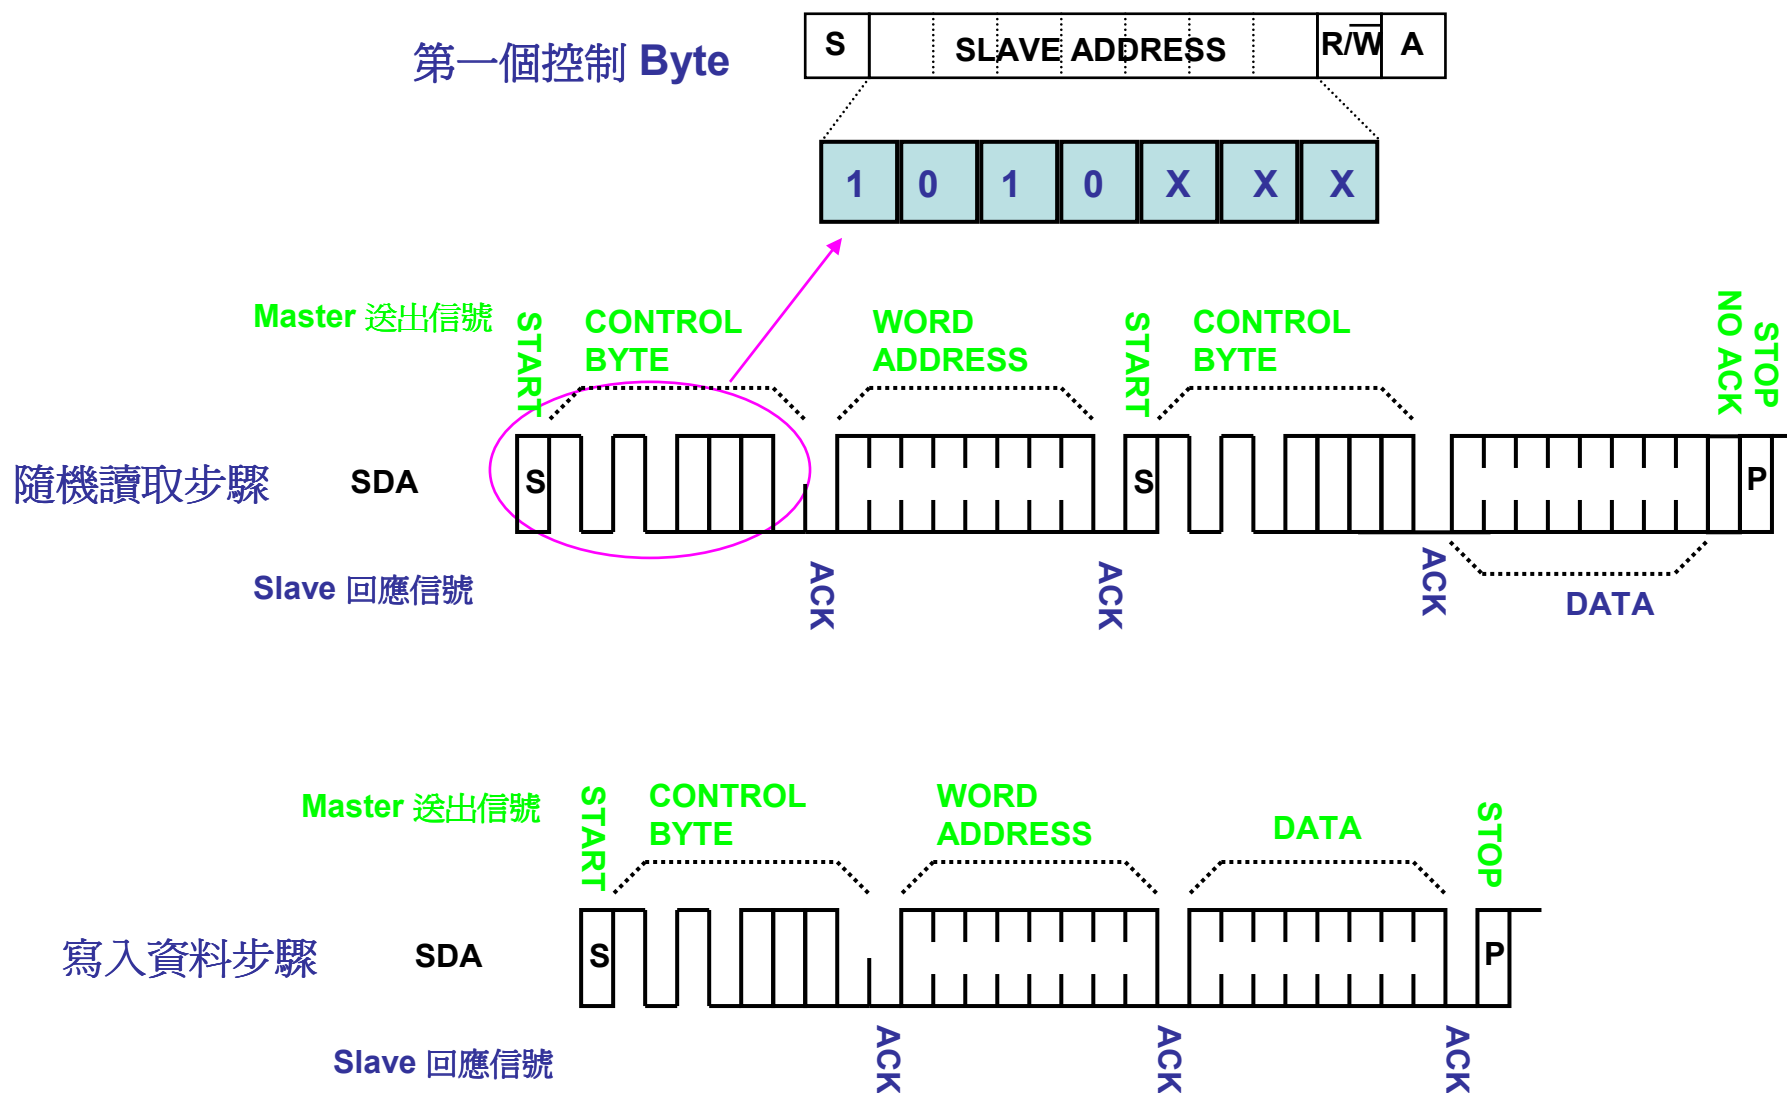 第一個控制 Byte
S SLAVE ADDRESS R/W A
1 0 1 0 X X X
Master 送出信號
START
CONTROL
BYTE
WORD
ADDRESS
START
CONTROL
BYTE
NO ACK
STOP
隨機讀取步驟
SDA
S
S
P
Slave 回應信號
ACK
ACK
ACK
DATA
Master 送出信號
START
CONTROL
BYTE
WORD
ADDRESS
DATA
STOP
寫入資料步驟
SDA
S
P
Slave 回應信號
ACK
ACK
ACK